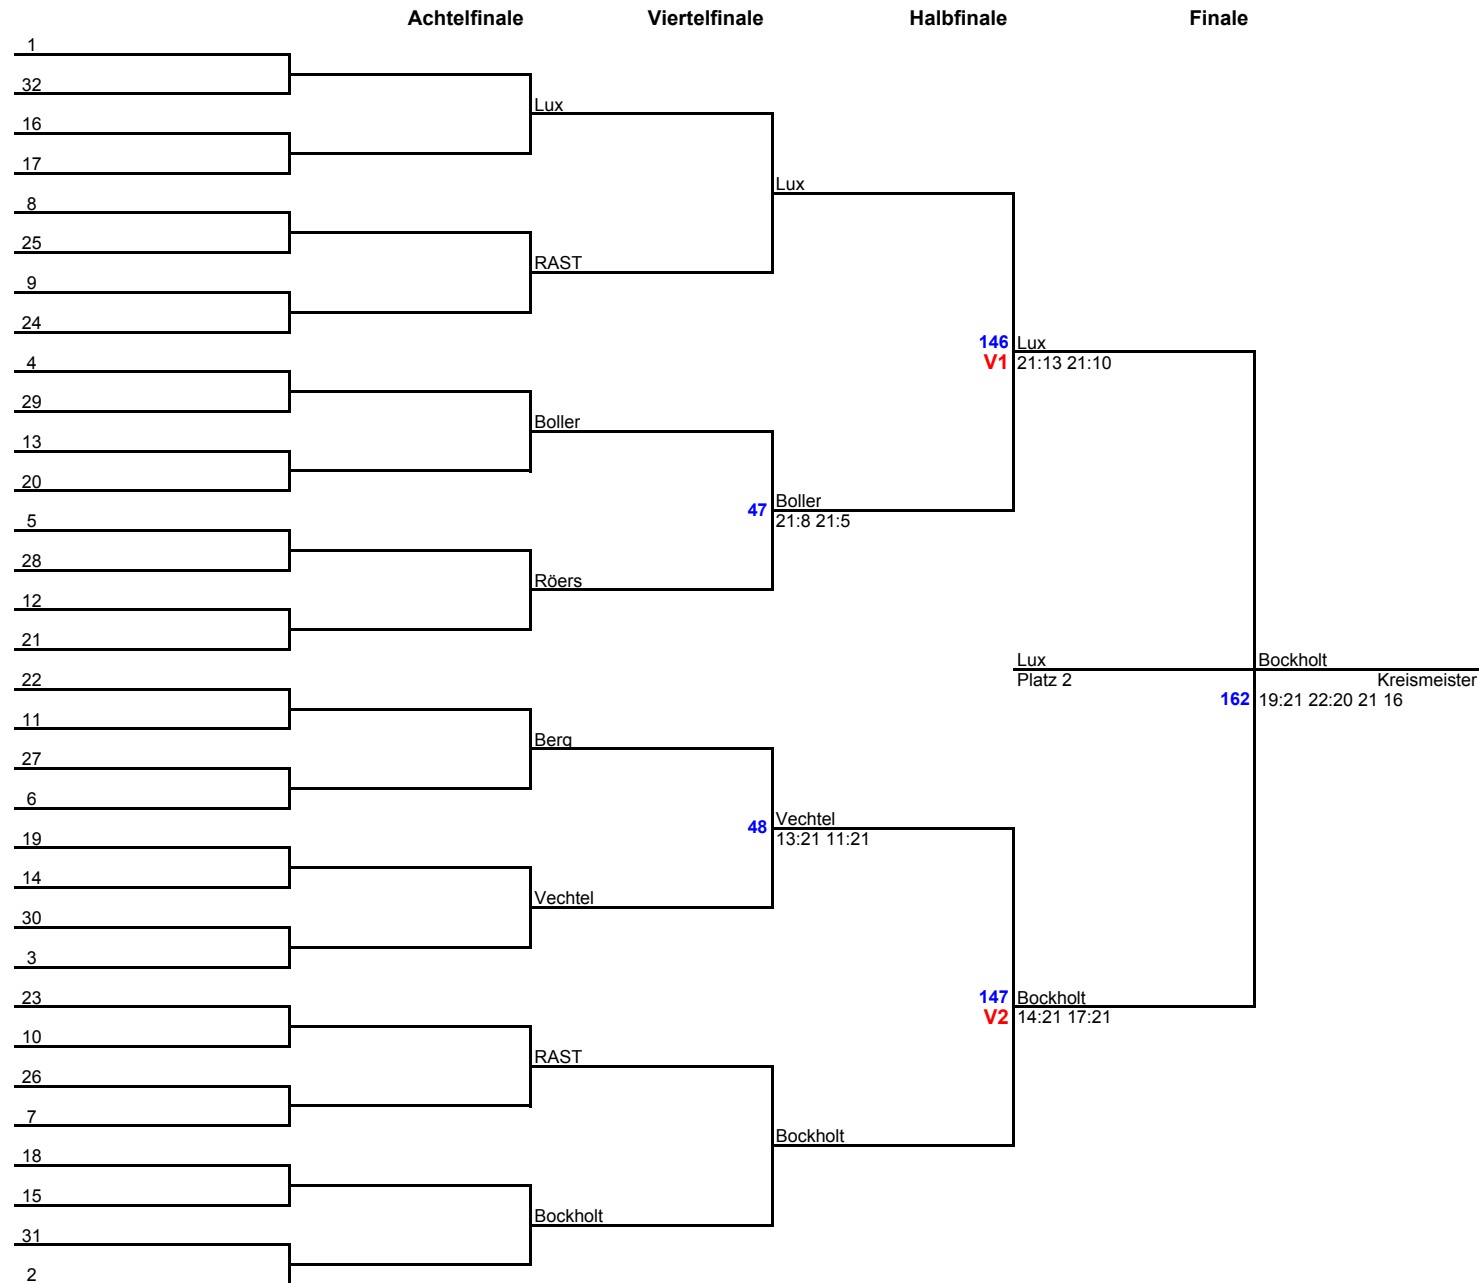 Achtelfinale Viertelfinale Halbfinale Finale
1
32
Lux
16
17
Lux
8
25
RAST
9
24
146 Lux
4
V1 21:13 21:10
29
Boller
13
20
Boller
47
21:8 21:5
5
28
Röers
12
21
Lux Bockholt
22
Platz 2 Kreismeister
162 19:21 22:20 21 16
11
Berg
27
6
Vechtel
48
13:21 11:21
19
14
Vechtel
30
3
23
147 Bockholt
V2 14:21 17:21
10
RAST
26
7
Bockholt
18
15
Bockholt
31
2